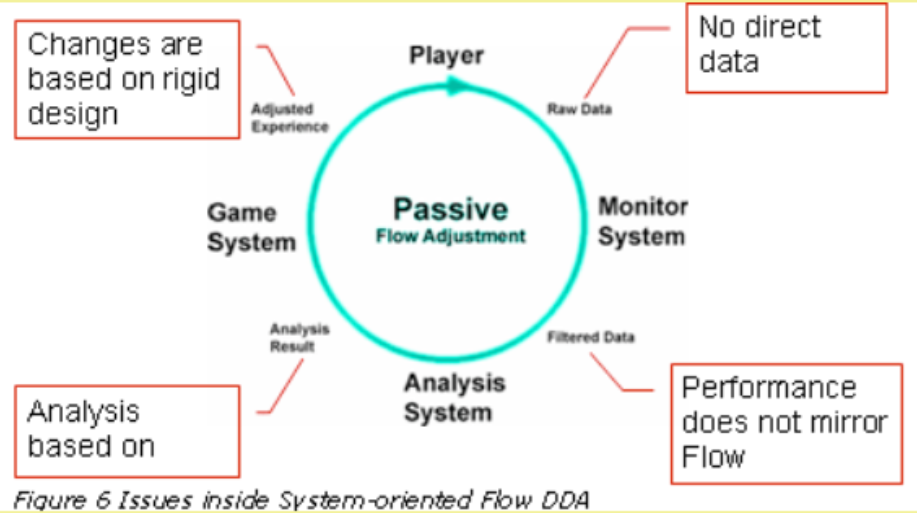 Changes are
based on rigid
design
No direct
data
Player
Adjusted
Experience
Raw Data
Game
System
Passive
Flow Adjustment
Monitor
System
Analysis
Result
Filtered Data
Analysis
System
Analysis
based on
Performance
does not mirror
Flow
Figure 6 Issues inside System-oriented Flow DDA